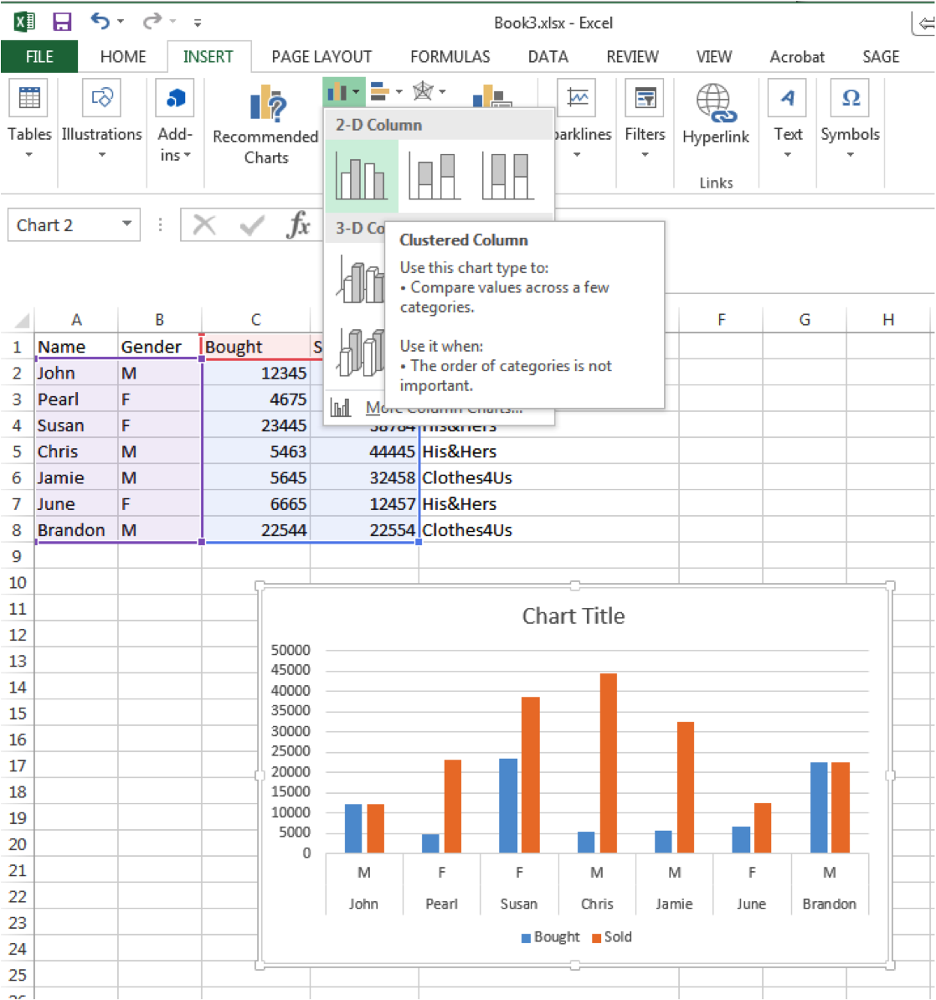 Book3.xlsx - Excel
FILE HOME INSERT PAGE LAYOUT FORMULAS DATA REVIEW VIEW Acrobat SAGE
Tables Illustrations Add-ins Recommended Charts parklines Filters Hyperlink Text Symbols
Links
2-D Column
3-D Co
Clustered Column
Use this chart type to:
• Compare values across a few
categories.
Use it when:
• The order of categories is not
important.
More Column Charts...
Chart 2 fx
A B C F G H
1 Name Gender Bought S
2 John M 12345
3 Pearl F 4675
4 Susan F 23445 38784 His&Hers
5 Chris M 5463 44445 His&Hers
6 Jamie M 5645 32458 Clothes4Us
7 June F 6665 12457 His&Hers
8 Brandon M 22544 22554 Clothes4Us
9
10
11
12
13
14
15
16
17
18
19
20
21
22
23
24
25
Chart Title
50000
45000
40000
35000
30000
25000
20000
15000
10000
5000
0
M F F M M F M
John Pearl Susan Chris Jamie June Brandon
Bought Sold